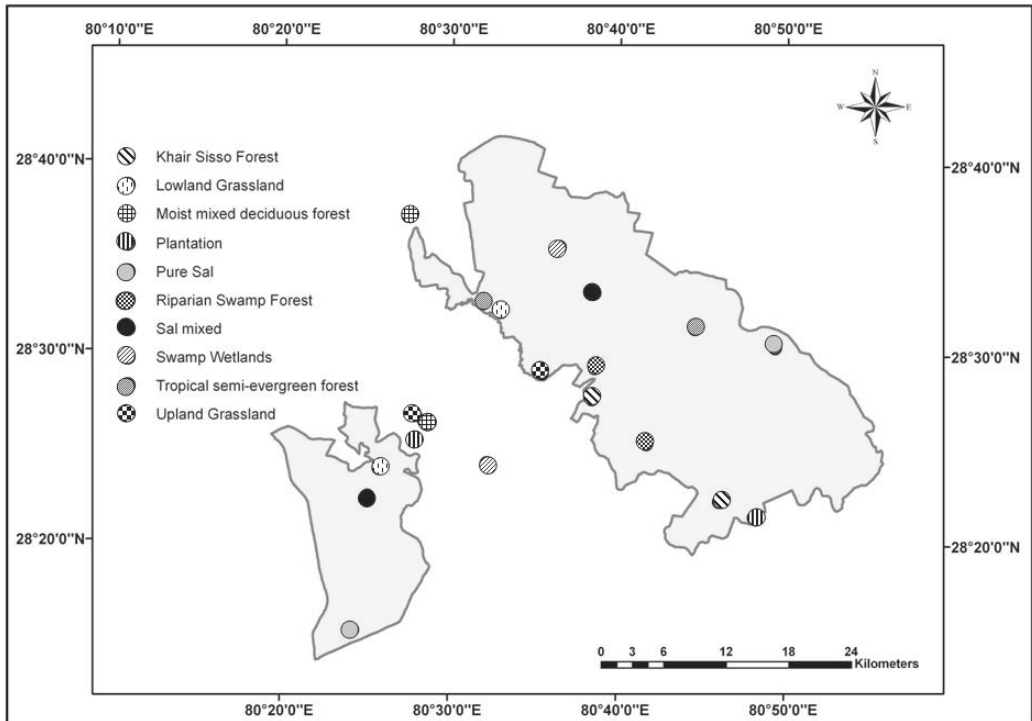 80°10'0"E 80°20'0"E 80°30'0"E 80°40'0"E 80°50'0"E
N
W E
S
28°40'0"N
28°40'0"N
Khair Sisso Forest
Lowland Grassland
Moist mixed deciduous forest
Plantation
Pure Sal
Riparian Swamp Forest
Sal mixed
Swamp Wetlands
Tropical semi-evergreen forest
Upland Grassland
28°30'0"N
28°30'0"N
28°20'0"N
28°20'0"N
0 3 6 12 18 24
Kilometers
80°20'0"E 80°30'0"E 80°40'0"E 80°50'0"E